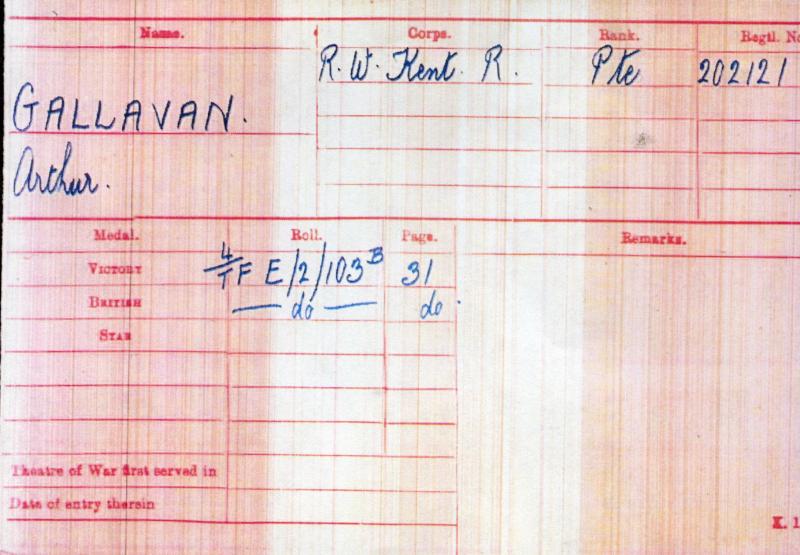 Name. Corps. Rank. Regtl. No
R. W. Kent. R. Pte 202121
GALLAVAN.
Arthur.
Medal. Roll. Page. Remarks.
VICTORY 4/TF E/2/103B 31
BRITISH — do — do.
STAR
Theatre of War first served in
Date of entry therein
K. 1